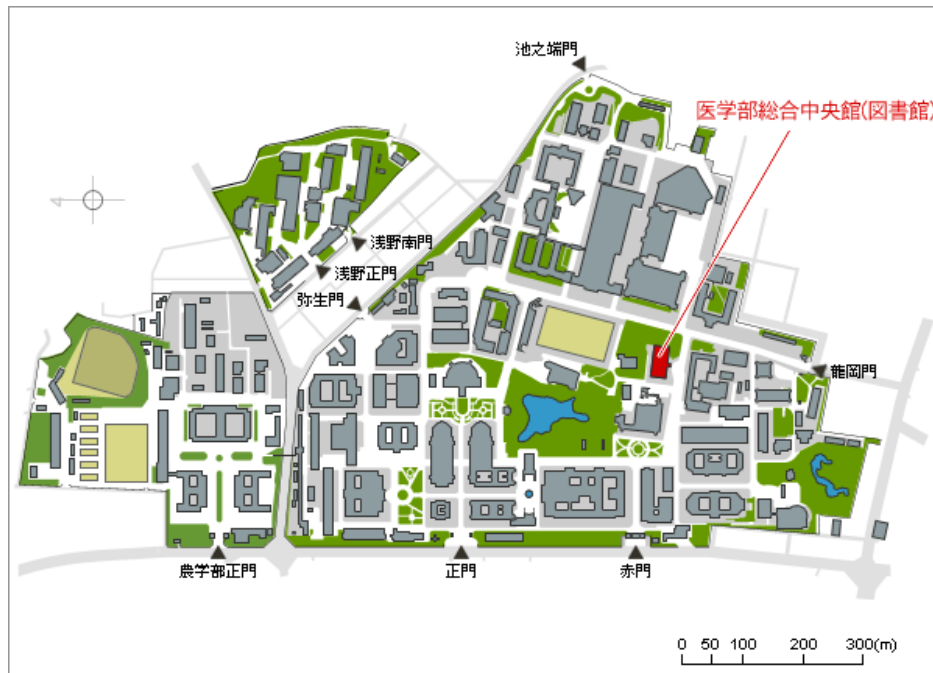 池之端門
医学部総合中央館(図書館)
浅野南門
浅野正門
弥生門
龍岡門
農学部正門
正門
赤門
0 50 100 200 300(m)